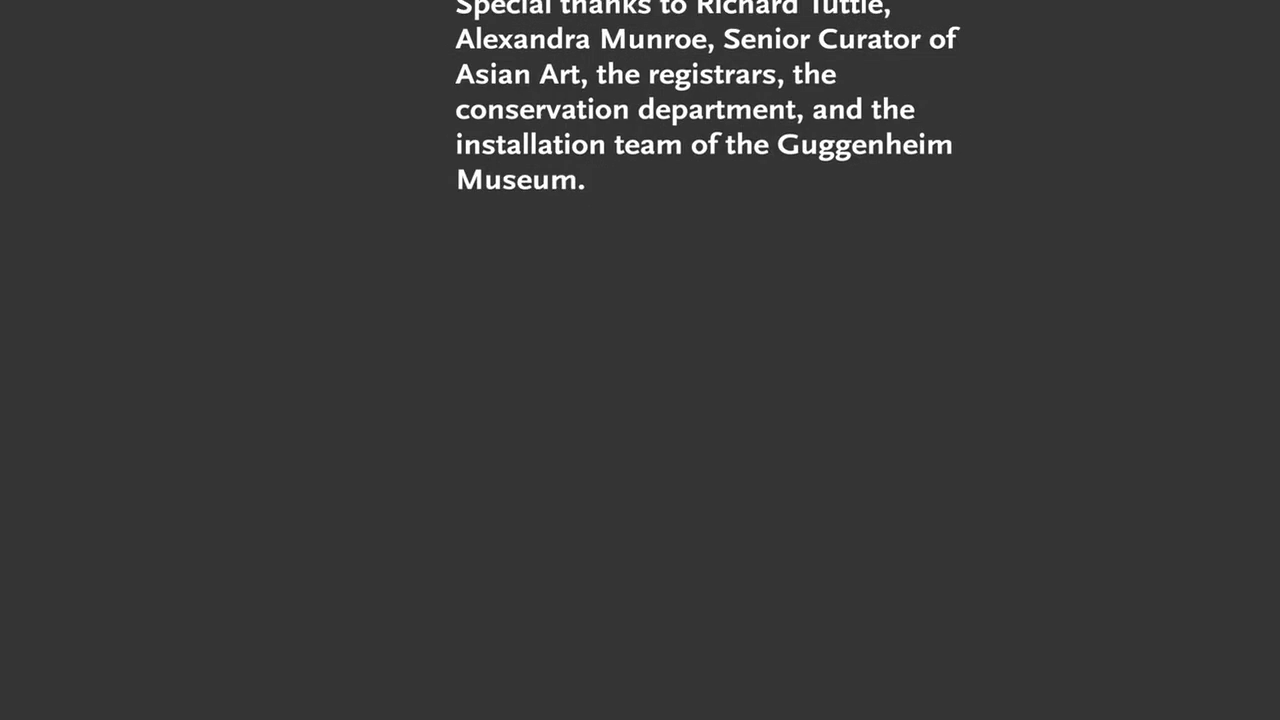 Special thanks to Richard Tuttle,
Alexandra Munroe, Senior Curator of
Asian Art, the registrars, the
conservation department, and the
installation team of the Guggenheim
Museum.